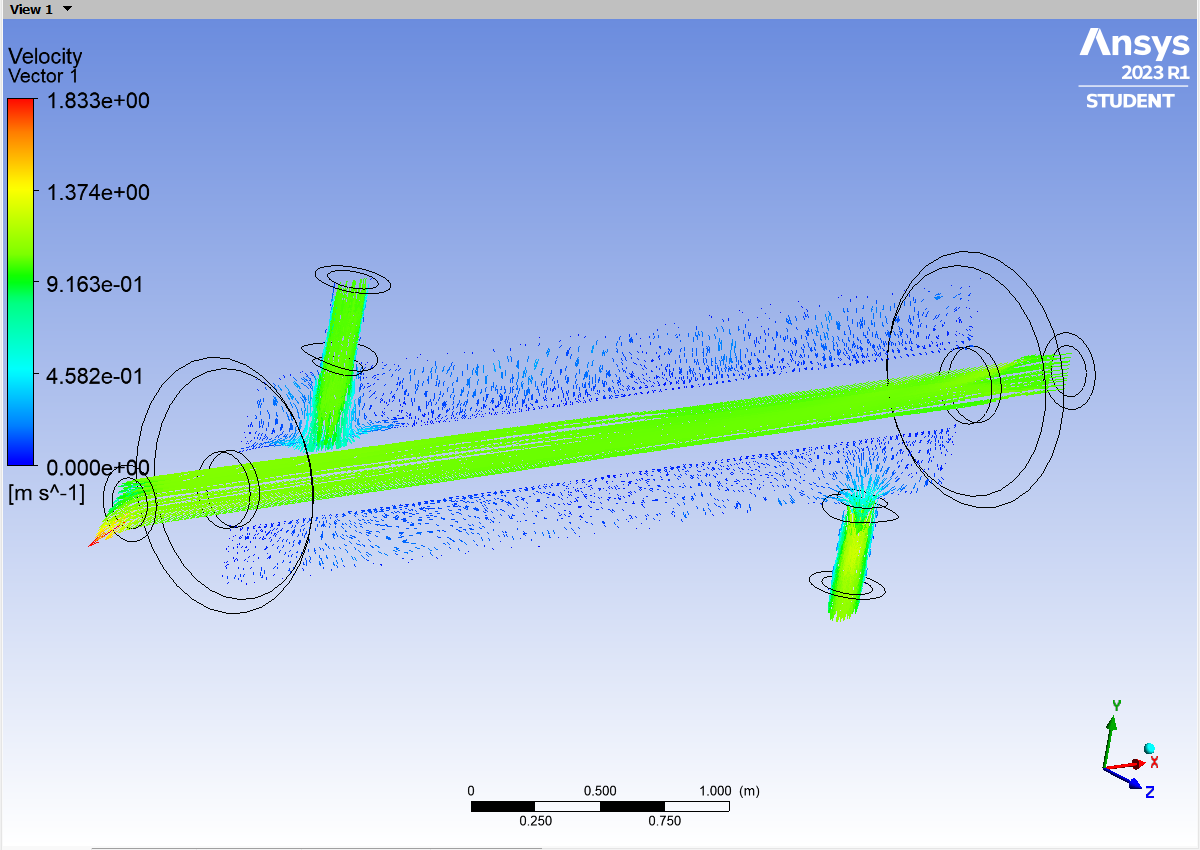 View 1
Velocity
Vector 1
1.833e+00
1.374e+00
9.163e-01
4.582e-01
0.000e+00
[m s^-1]
Ansys
2023 R1
STUDENT
Y
X
Z
0 0.500 1.000 (m)
0.250 0.750